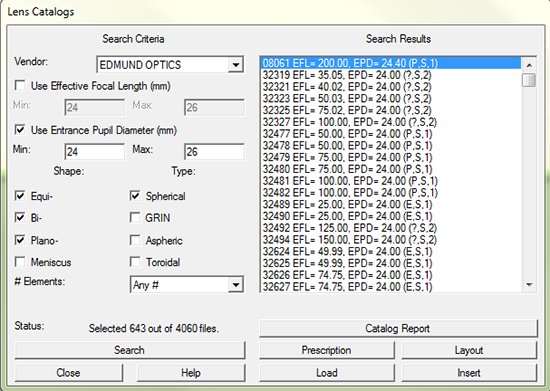 Lens Catalogs
Search Criteria
Vendor: EDMUND OPTICS
Use Effective Focal Length (mm)
Min: 24 Max: 26
Use Entrance Pupil Diameter (mm)
Min: 24 Max: 26
Shape: Type:
Equi- Spherical
Bi- GRIN
Plano- Aspheric
Meniscus Toroidal
# Elements: Any #
Status: Selected 643 out of 4060 files.
Search
Close Help
Search Results
08061 EFL= 200.00, EPD= 24.40 (P,S,1)
32319 EFL= 35.05, EPD= 24.00 (?,S,2)
32321 EFL= 40.02, EPD= 24.00 (?,S,2)
32323 EFL= 50.03, EPD= 24.00 (?,S,2)
32325 EFL= 75.02, EPD= 24.00 (?,S,2)
32327 EFL= 100.00, EPD= 24.00 (?,S,2)
32477 EFL= 50.00, EPD= 24.00 (P,S,1)
32478 EFL= 50.00, EPD= 24.00 (P,S,1)
32479 EFL= 75.00, EPD= 24.00 (P,S,1)
32480 EFL= 75.00, EPD= 24.00 (P,S,1)
32481 EFL= 100.00, EPD= 24.00 (P,S,1)
32482 EFL= 100.00, EPD= 24.00 (P,S,1)
32489 EFL= 25.00, EPD= 24.00 (E,S,1)
32490 EFL= 25.00, EPD= 24.00 (E,S,1)
32492 EFL= 125.00, EPD= 24.00 (?,S,2)
32494 EFL= 150.00, EPD= 24.00 (?,S,2)
32624 EFL= 49.99, EPD= 24.00 (E,S,1)
32625 EFL= 49.99, EPD= 24.00 (E,S,1)
32626 EFL= 74.75, EPD= 24.00 (E,S,1)
32627 EFL= 74.75, EPD= 24.00 (E,S,1)
Catalog Report
Prescription Layout
Load Insert